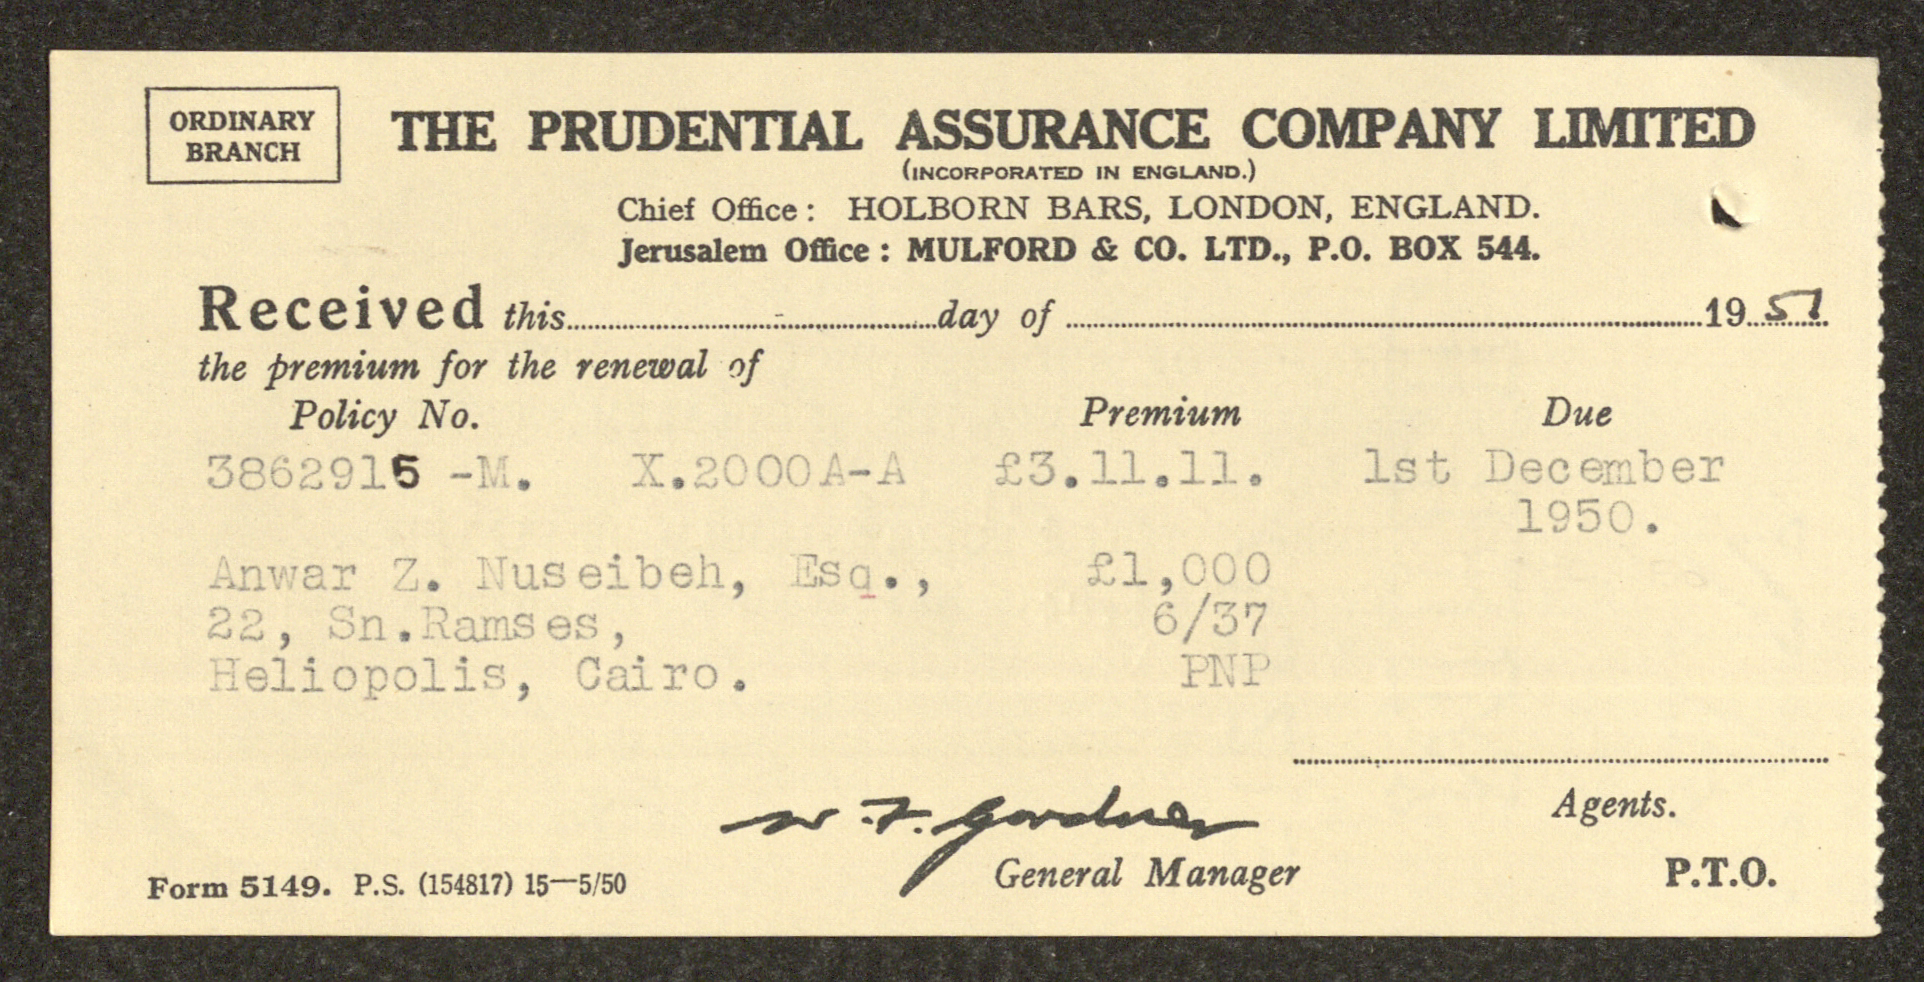 ORDINARY
BRANCH
THE PRUDENTIAL ASSURANCE COMPANY LIMITED
(INCORPORATED IN ENGLAND.)
Chief Office: HOLBORN BARS, LONDON, ENGLAND.
Jerusalem Office: MULFORD & CO. LTD., P.O. BOX 544.
Received this..............................day of ..............................1951
the premium for the renewal of
Policy No. Premium Due
3862915 -M. X.2000A-A £3.11.11. 1st December
1950.
Anwar Z. Nuseibeh, Esq., £1,000
22, Sn.Ramses, 6/37
Heliopolis, Cairo. PNP
W. F. Gardner
Agents.
General Manager
Form 5149. P.S. (154817) 15—5/50
P.T.O.